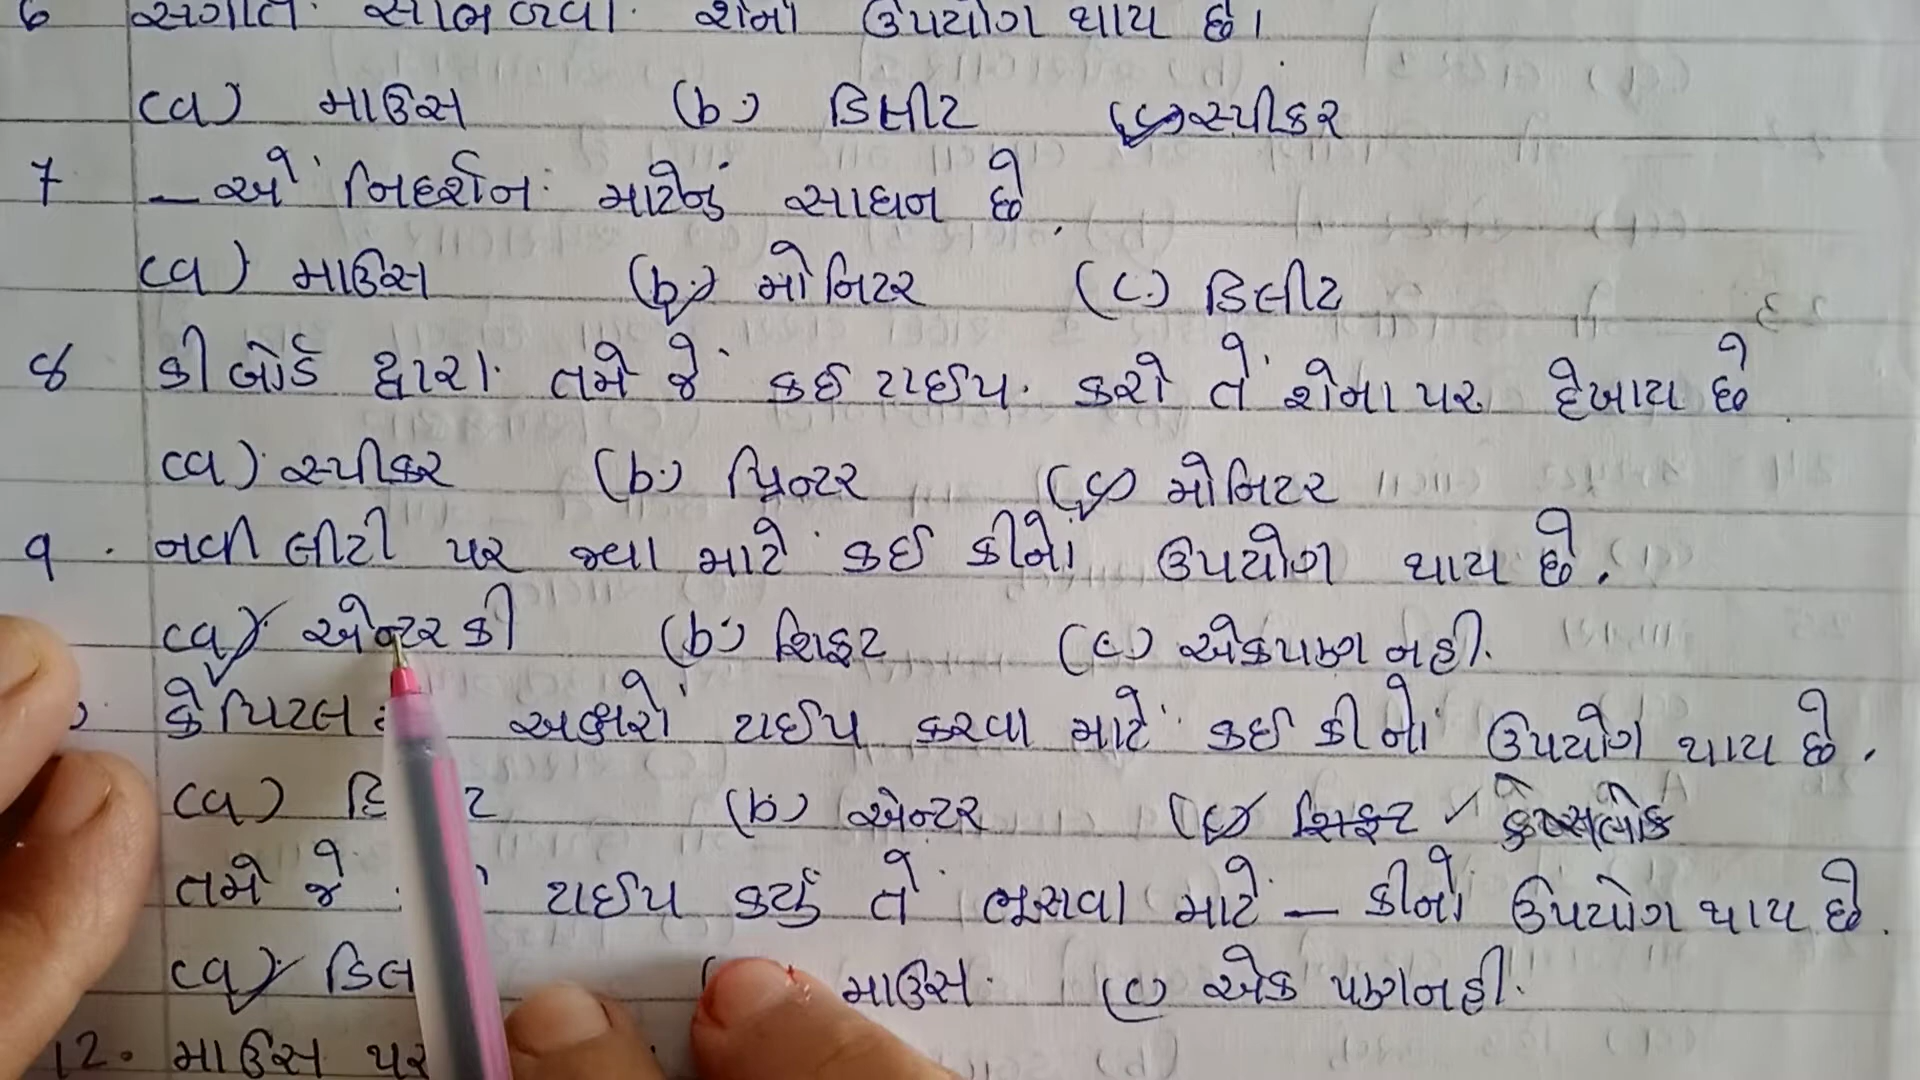 6 સંગીત સાંભળવા શેનો ઉપયોગ થાય છે।
(a) માઉસ (b) ડિલીટ (c) સ્પીકર
7 _ એ નિદર્શન માટેનું સાધન છે.
(a) માઉસ (b) મોનિટર (c) ડિલીટ
8 કીબોર્ડ દ્વારા તમે જે કઈ ટાઈપ કરો તે શેના પર દેખાય છે
(a) સ્પીકર (b) પ્રિન્ટર (c) મોનિટર
9. નવી લીટી પર જવા માટે કઈ કીનો ઉપયોગ થાય છે.
(a) એન્ટર કી (b) શિફ્ટ (c) એકપણ નહી.
કેપિટલ અક્ષરો ટાઈપ કરવા માટે કઈ કીનો ઉપયોગ થાય છે.
(a) (b) એન્ટર (c) શિફ્ટ ✓ કેપ્સલોક
તમે જે ટાઈપ કર્યું તે ભૂસવા માટે _ કીનો ઉપયોગ થાય છે.
(a) ડિલ માઉસ. (c) એક પણ નહી.
12. માઉસ પર